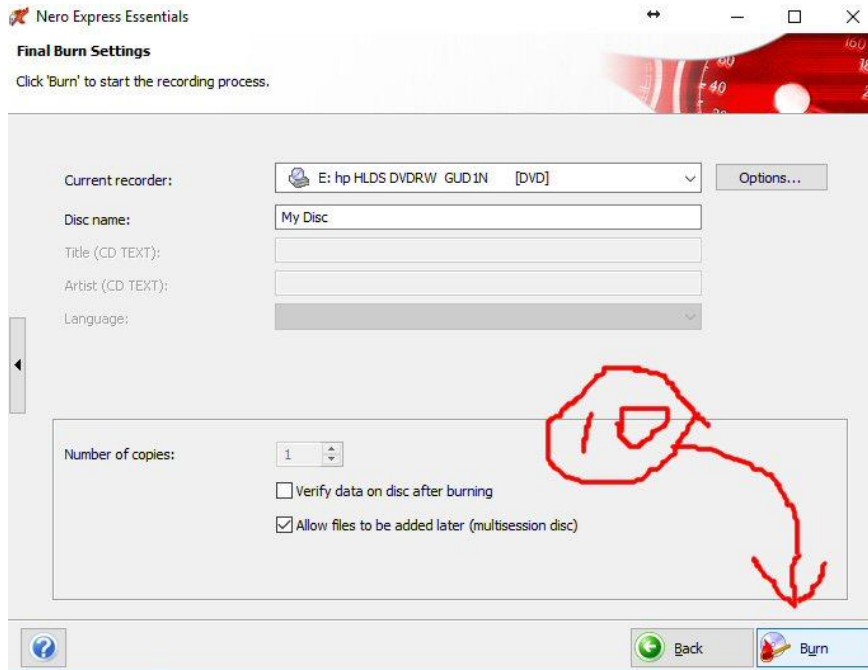 Nero Express Essentials
Final Burn Settings
Click 'Burn' to start the recording process.
Current recorder:
E: hp HLDS DVDRW GUD1N [DVD]
Options...
Disc name:
My Disc
Title (CD TEXT):
Artist (CD TEXT):
Language:
10
Number of copies:
1
Verify data on disc after burning
Allow files to be added later (multisession disc)
Back
Burn